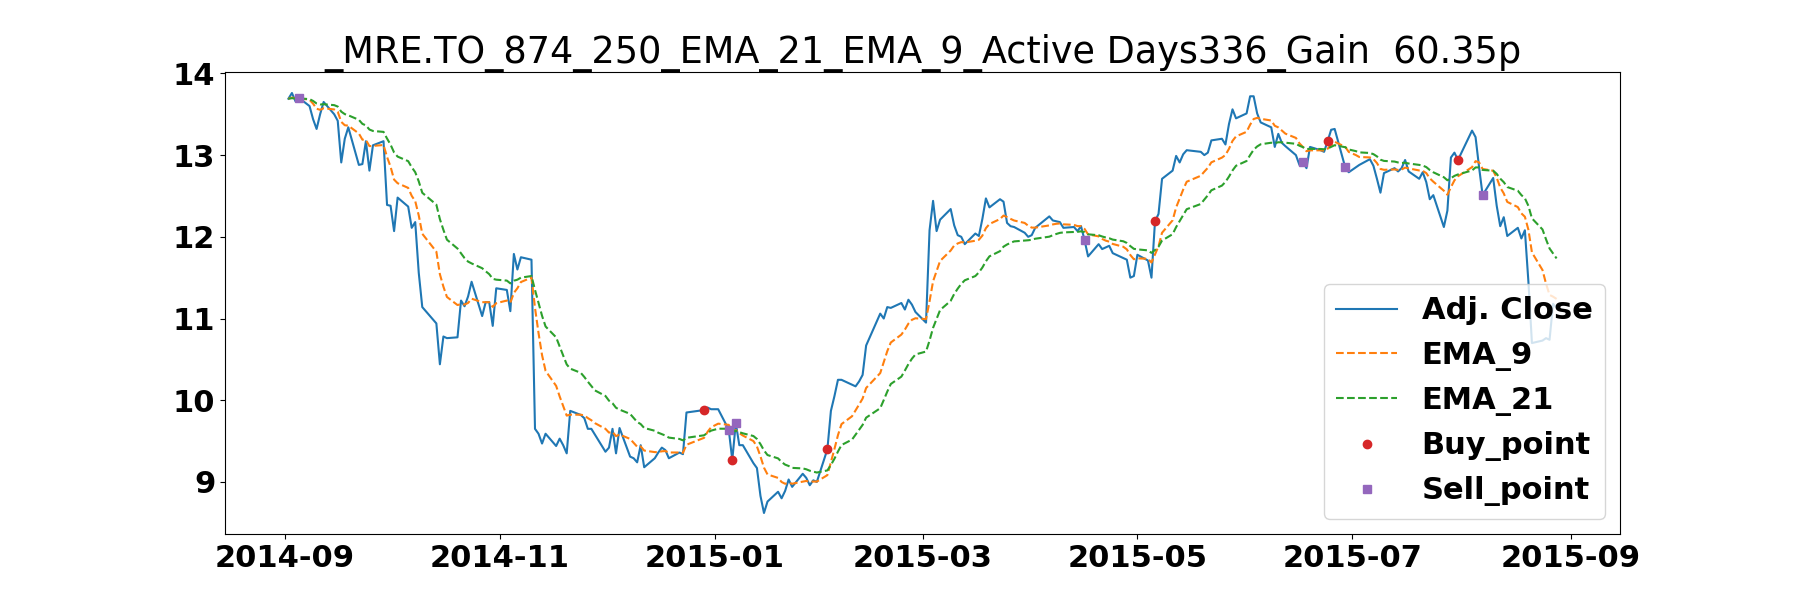 _MRE.TO_874_250_EMA_21_EMA_9_Active Days336_Gain  60.35p
14
13
12
11
10
9
2014-09
2014-11
2015-01
2015-03
2015-05
2015-07
2015-09
Adj. Close
EMA_9
EMA_21
Buy_point
Sell_point